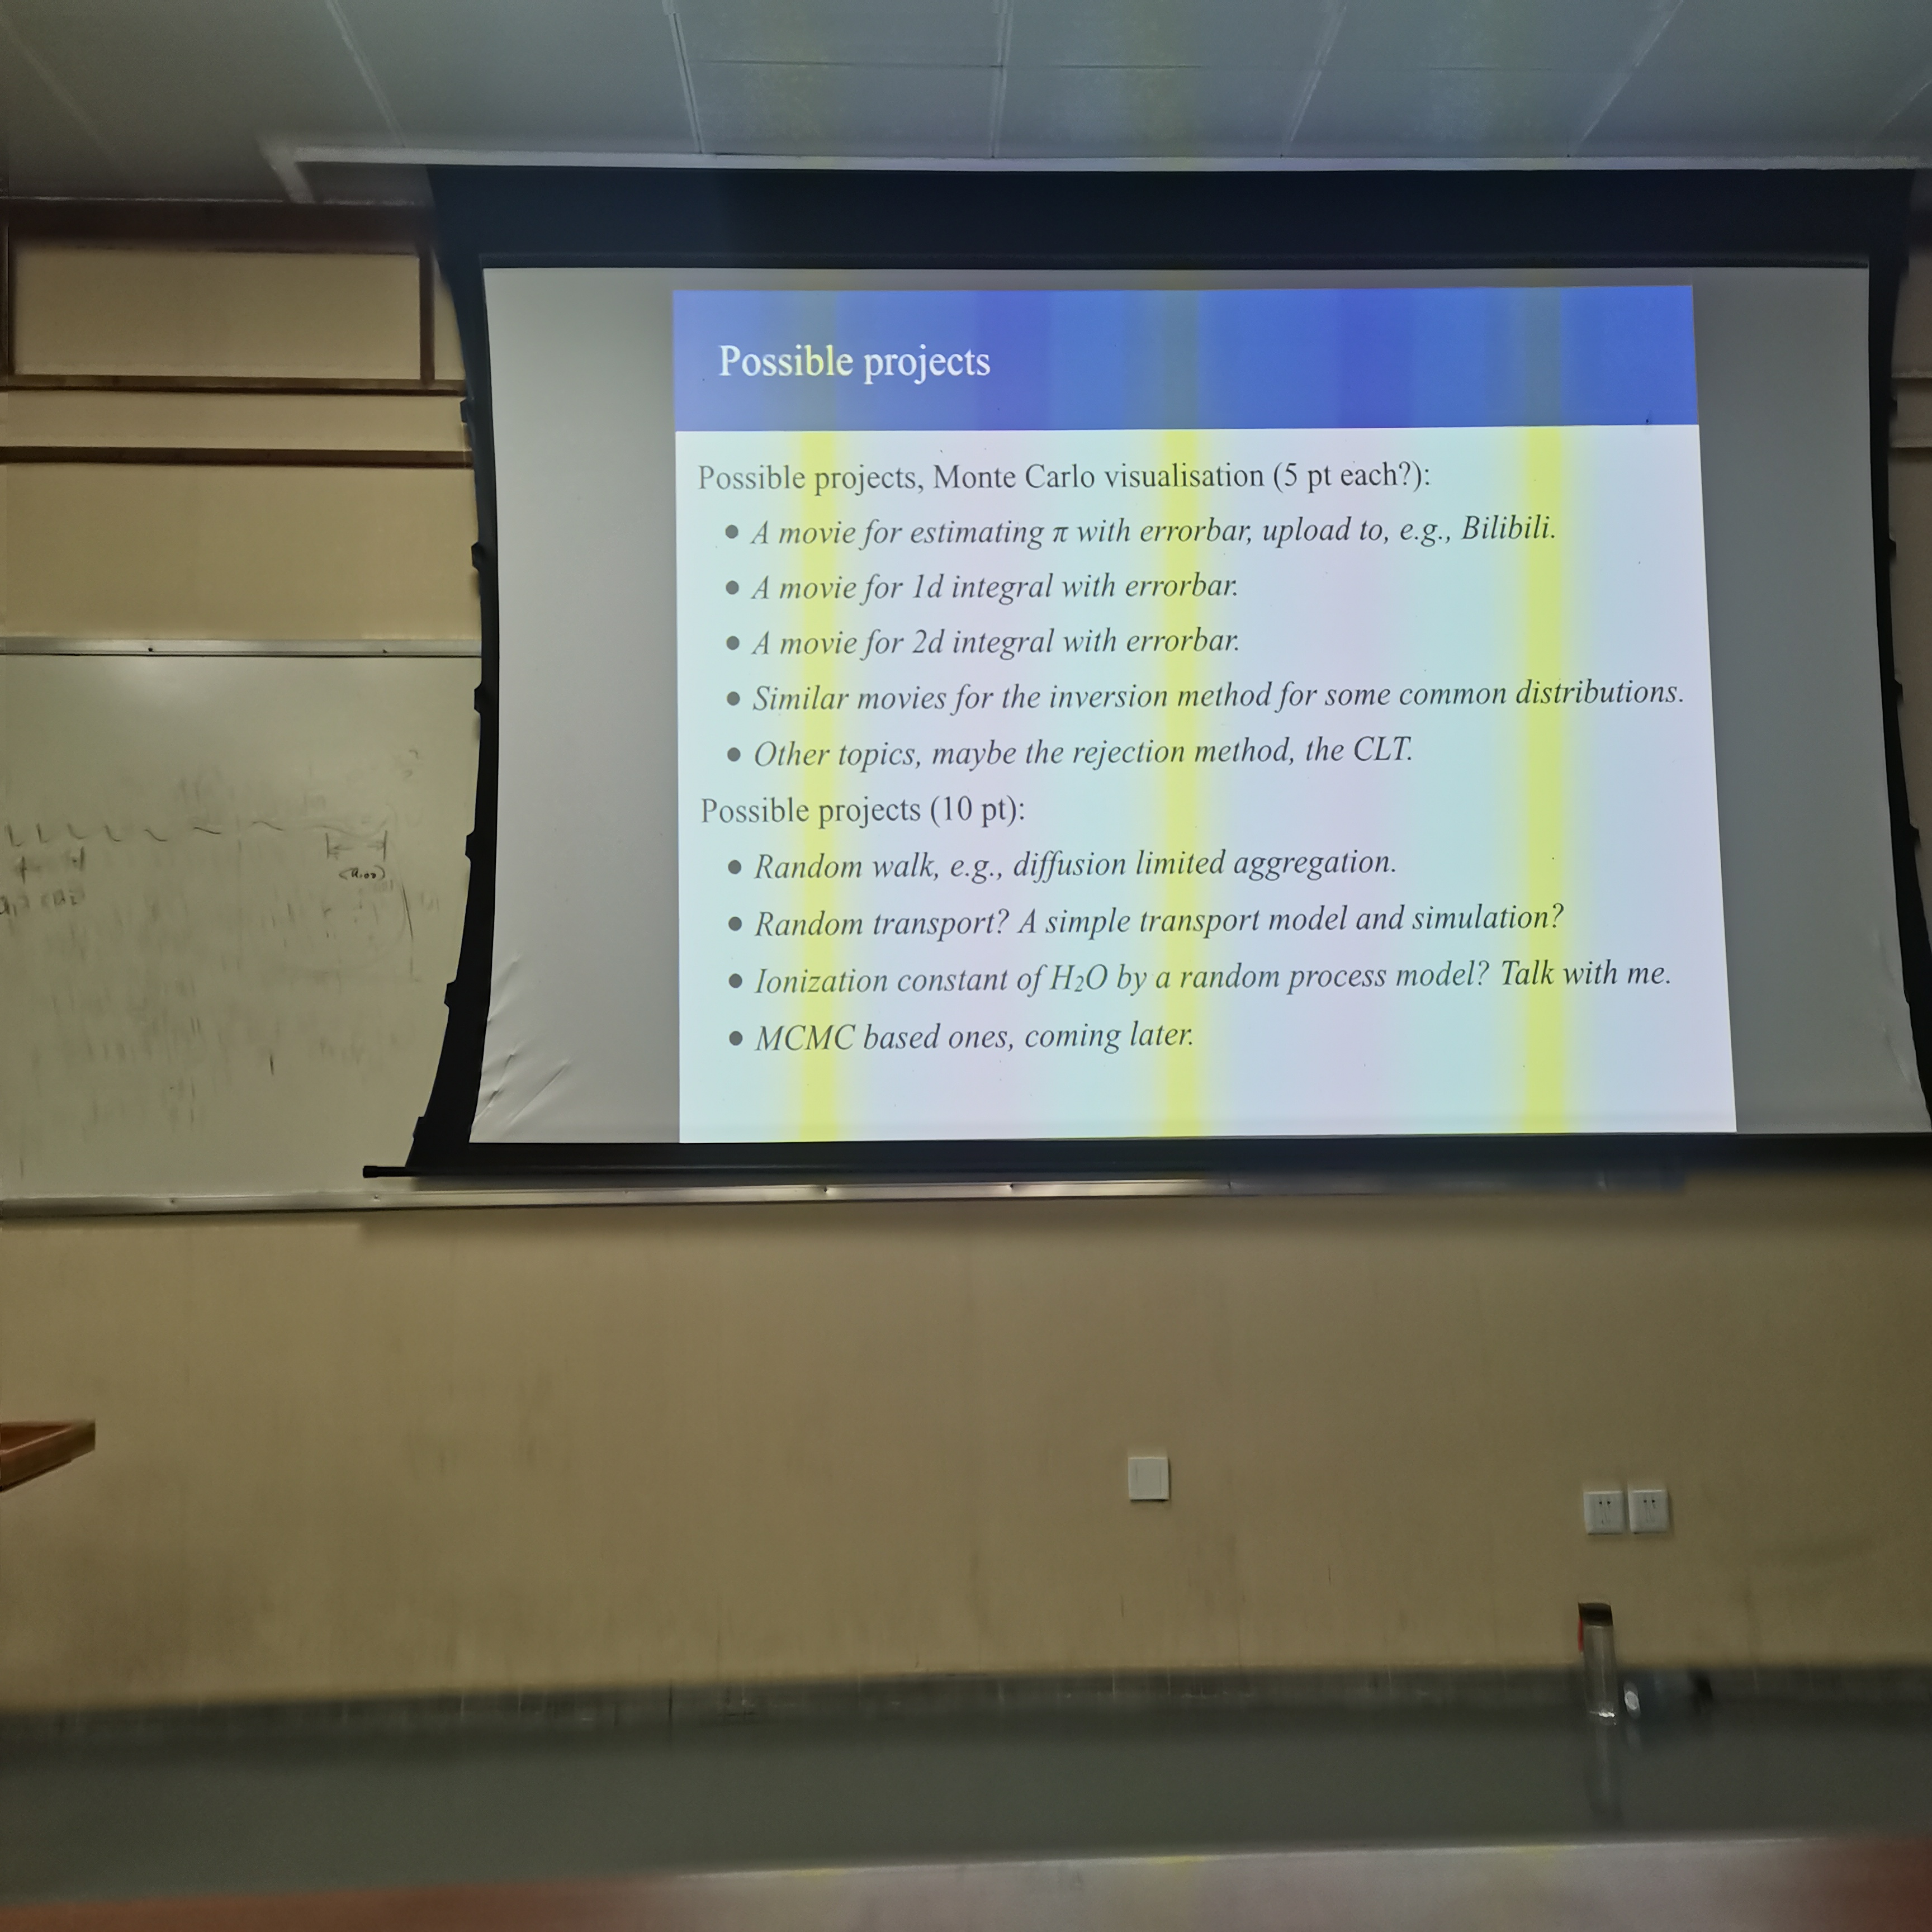 Possible projects
Possible projects, Monte Carlo visualisation (5 pt each?):
● A movie for estimating π with errorbar, upload to, e.g., Bilibili.
● A movie for 1d integral with errorbar.
● A movie for 2d integral with errorbar.
● Similar movies for the inversion method for some common distributions.
● Other topics, maybe the rejection method, the CLT.
Possible projects (10 pt):
● Random walk, e.g., diffusion limited aggregation.
● Random transport? A simple transport model and simulation?
● Ionization constant of H₂O by a random process model? Talk with me.
● MCMC based ones, coming later.